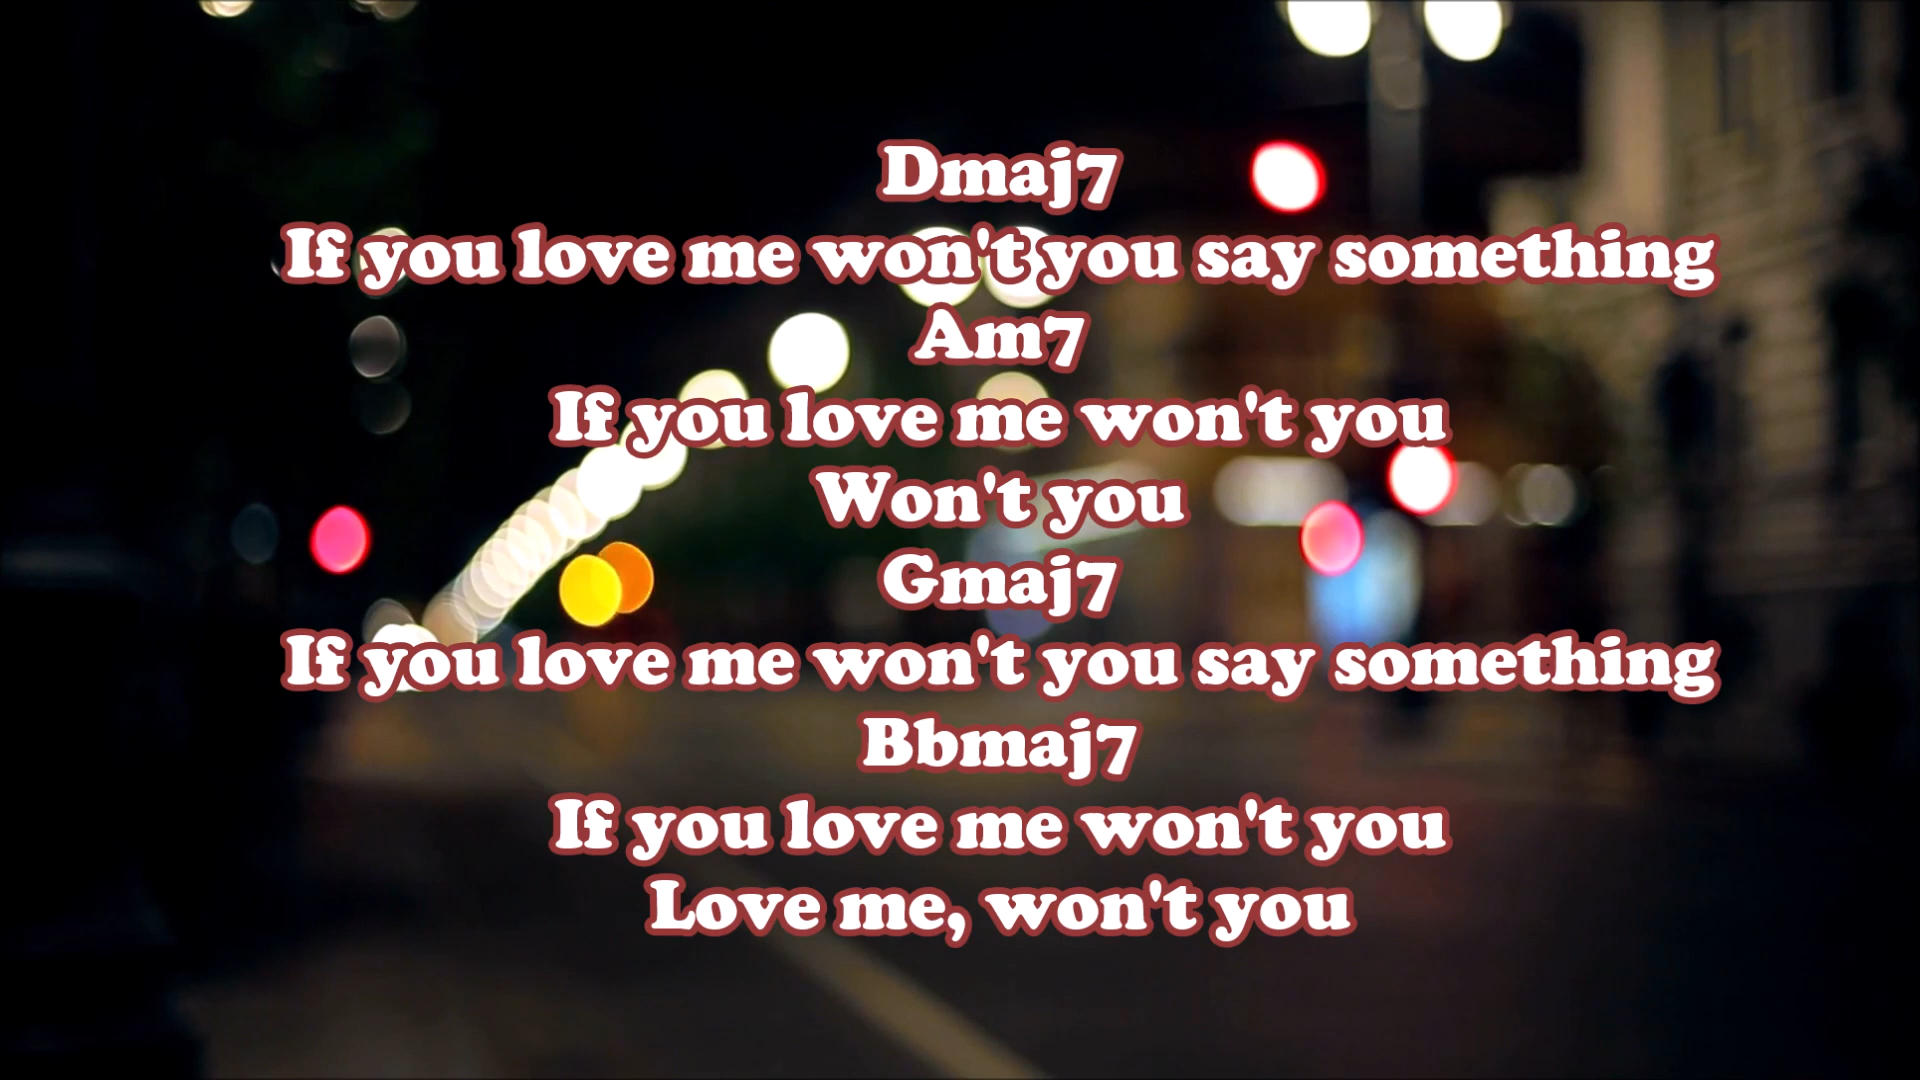 Dmaj7
If you love me won't you say something
Am7
If you love me won't you
Won't you
Gmaj7
If you love me won't you say something
Bbmaj7
If you love me won't you
Love me, won't you